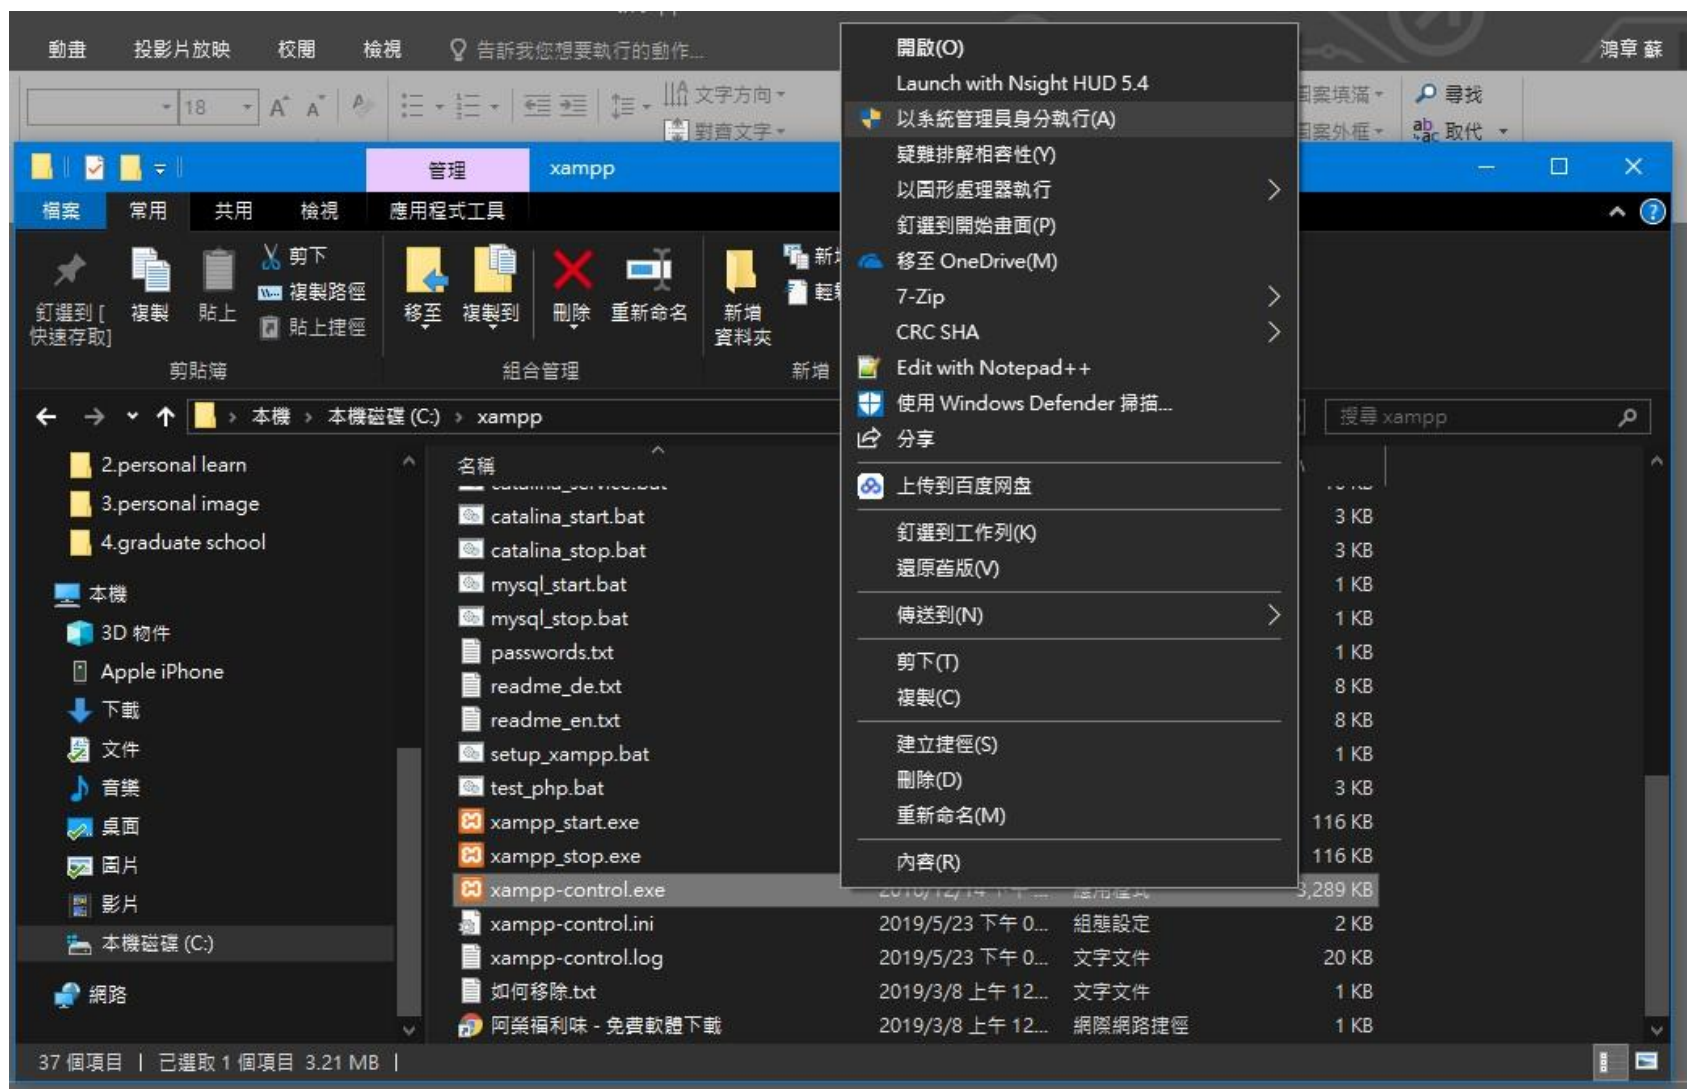 動畫 投影片放映 校閱 檢視 告訴我您想要執行的動作... 鴻章 蘇
18 A A 文字方向 圖案填滿 尋找
對齊文字 圖案外框 取代
管理 xampp
檔案 常用 共用 檢視 應用程式工具
釘選到 [快速存取]
複製
貼上
剪下
複製路徑
貼上捷徑
移至
複製到
刪除
重新命名
新增
資料夾
剪貼簿 組合管理 新增
本機 › 本機磁碟 (C:) › xampp
搜尋 xampp
2.personal learn
3.personal image
4.graduate school
本機
3D 物件
Apple iPhone
下載
文件
音樂
桌面
圖片
影片
本機磁碟 (C:)
網路
名稱
catalina_service.bat
catalina_start.bat 3 KB
catalina_stop.bat 3 KB
mysql_start.bat 1 KB
mysql_stop.bat 1 KB
passwords.txt 1 KB
readme_de.txt 8 KB
readme_en.txt 8 KB
setup_xampp.bat 1 KB
test_php.bat 3 KB
xampp_start.exe 116 KB
xampp_stop.exe 116 KB
xampp-control.exe 2016/12/14 下午 ... 應用程式 3,289 KB
xampp-control.ini 2019/5/23 下午 0... 組態設定 2 KB
xampp-control.log 2019/5/23 下午 0... 文字文件 20 KB
如何移除.txt 2019/3/8 上午 12... 文字文件 1 KB
阿榮福利味 - 免費軟體下載 2019/3/8 上午 12... 網際網路捷徑 1 KB
開啟(O)
Launch with Nsight HUD 5.4
以系統管理員身分執行(A)
疑難排解相容性(Y)
以圖形處理器執行
釘選到開始畫面(P)
移至 OneDrive(M)
7-Zip
CRC SHA
Edit with Notepad++
使用 Windows Defender 掃描...
分享
上传到百度网盘
釘選到工作列(K)
還原舊版(V)
傳送到(N)
剪下(T)
複製(C)
建立捷徑(S)
刪除(D)
重新命名(M)
內容(R)
37 個項目 已選取 1 個項目 3.21 MB